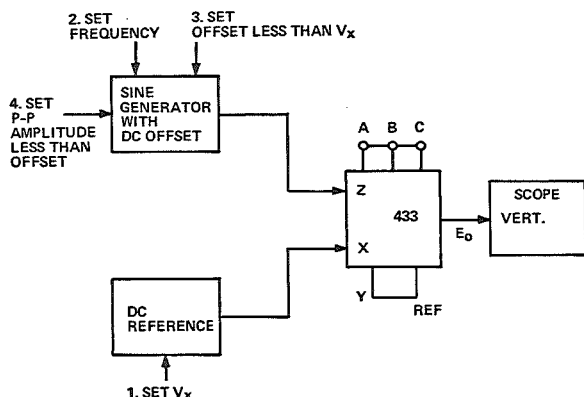 2. SET
FREQUENCY
3. SET
OFFSET LESS THAN Vx
4. SET
P-P
AMPLITUDE
LESS THAN
OFFSET
SINE
GENERATOR
WITH
DC OFFSET
A B C
Z
433
X
Eo
Y
REF
SCOPE
VERT.
DC
REFERENCE
1. SET Vx